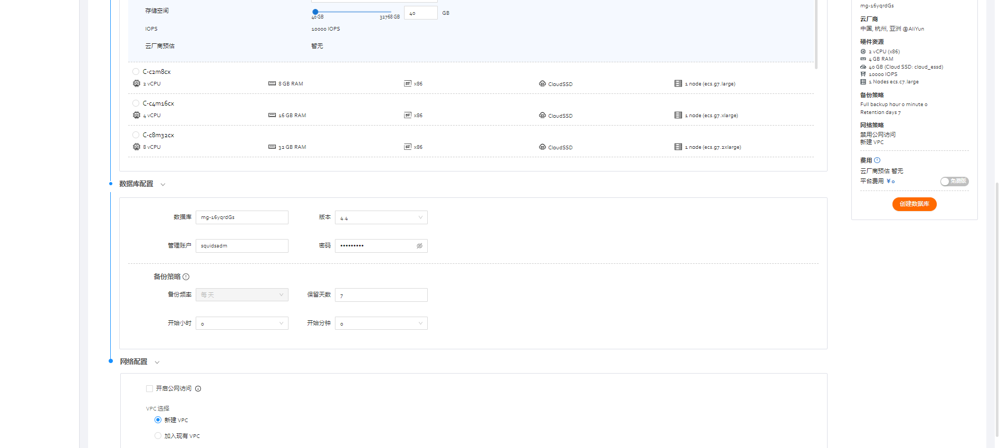 存储空间
40 GB
32768 GB
40
GB
IOPS
10000 IOPS
云厂商预估
暂无
C-c2m8cx
2 vCPU
8 GB RAM
x86
CloudSSD
1 node (ecs.g7.large)
C-c4m16cx
4 vCPU
16 GB RAM
x86
CloudSSD
1 node (ecs.g7.xlarge)
C-c8m32cx
8 vCPU
32 GB RAM
x86
CloudSSD
1 node (ecs.g7.2xlarge)
数据库配置
数据库
mg-16yqrdGs
版本
4.4
管理账户
squidsadm
密码
•••••••••
备份策略
备份频率
每天
保留天数
7
开始小时
0
开始分钟
0
网络配置
开启公网访问
VPC 选择
新建 VPC
加入现有 VPC
mg-16yqrdGs
云厂商
中国, 杭州, 亚洲 @AliYun
硬件资源
2 vCPU (x86)
4 GB RAM
40 GB (Cloud SSD: cloud_essd)
10000 IOPS
1 Nodes ecs.c7.large
备份策略
Full backup hour 0 minute 0
Retention days 7
网络策略
禁用公网访问
新建 VPC
费用
云厂商预估 暂无
平台费用 ¥0
免费版
创建数据库